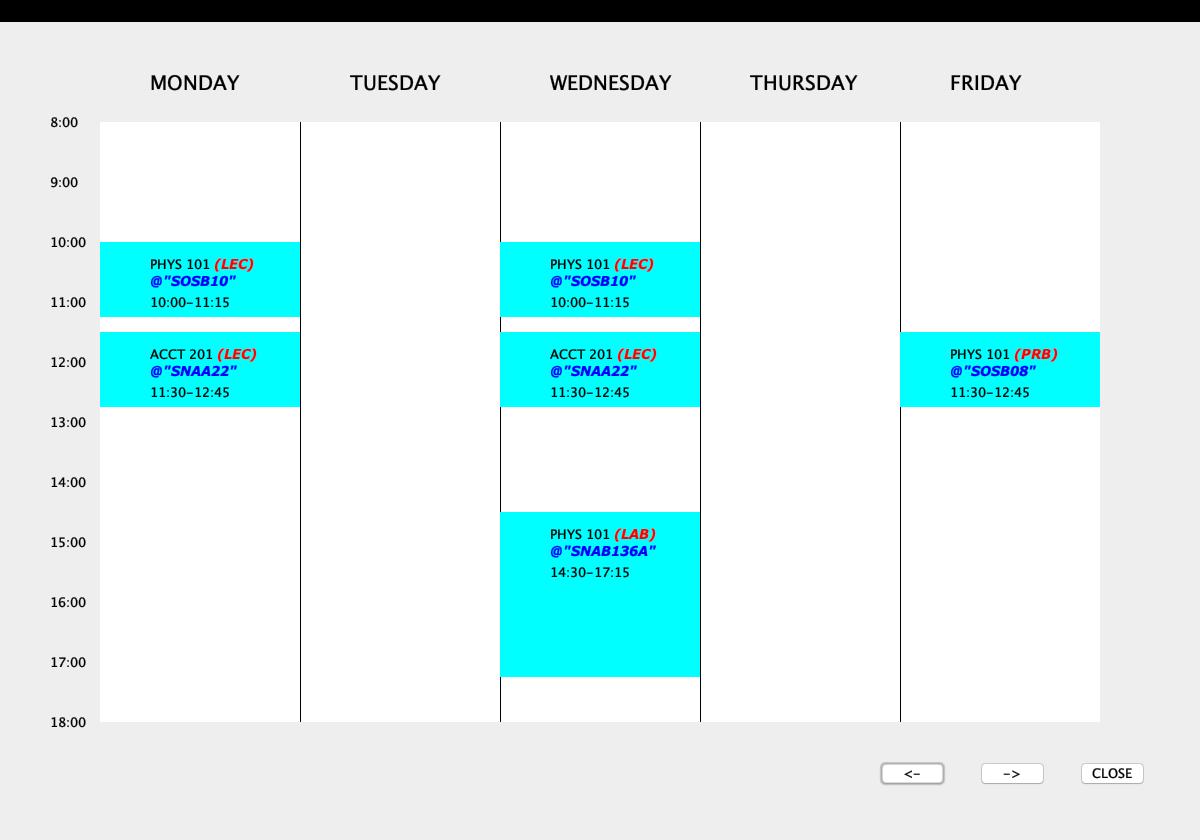 MONDAY TUESDAY WEDNESDAY THURSDAY FRIDAY
8:00
9:00
10:00
PHYS 101 (LEC) PHYS 101 (LEC)
@"SOSB10" @"SOSB10"
11:00 10:00-11:15 10:00-11:15
ACCT 201 (LEC) ACCT 201 (LEC) PHYS 101 (PRB)
12:00 @"SNAA22" @"SNAA22" @"SOSB08"
11:30-12:45 11:30-12:45 11:30-12:45
13:00
14:00
PHYS 101 (LAB)
15:00 @"SNAB136A"
14:30-17:15
16:00
17:00
18:00
<- -> CLOSE